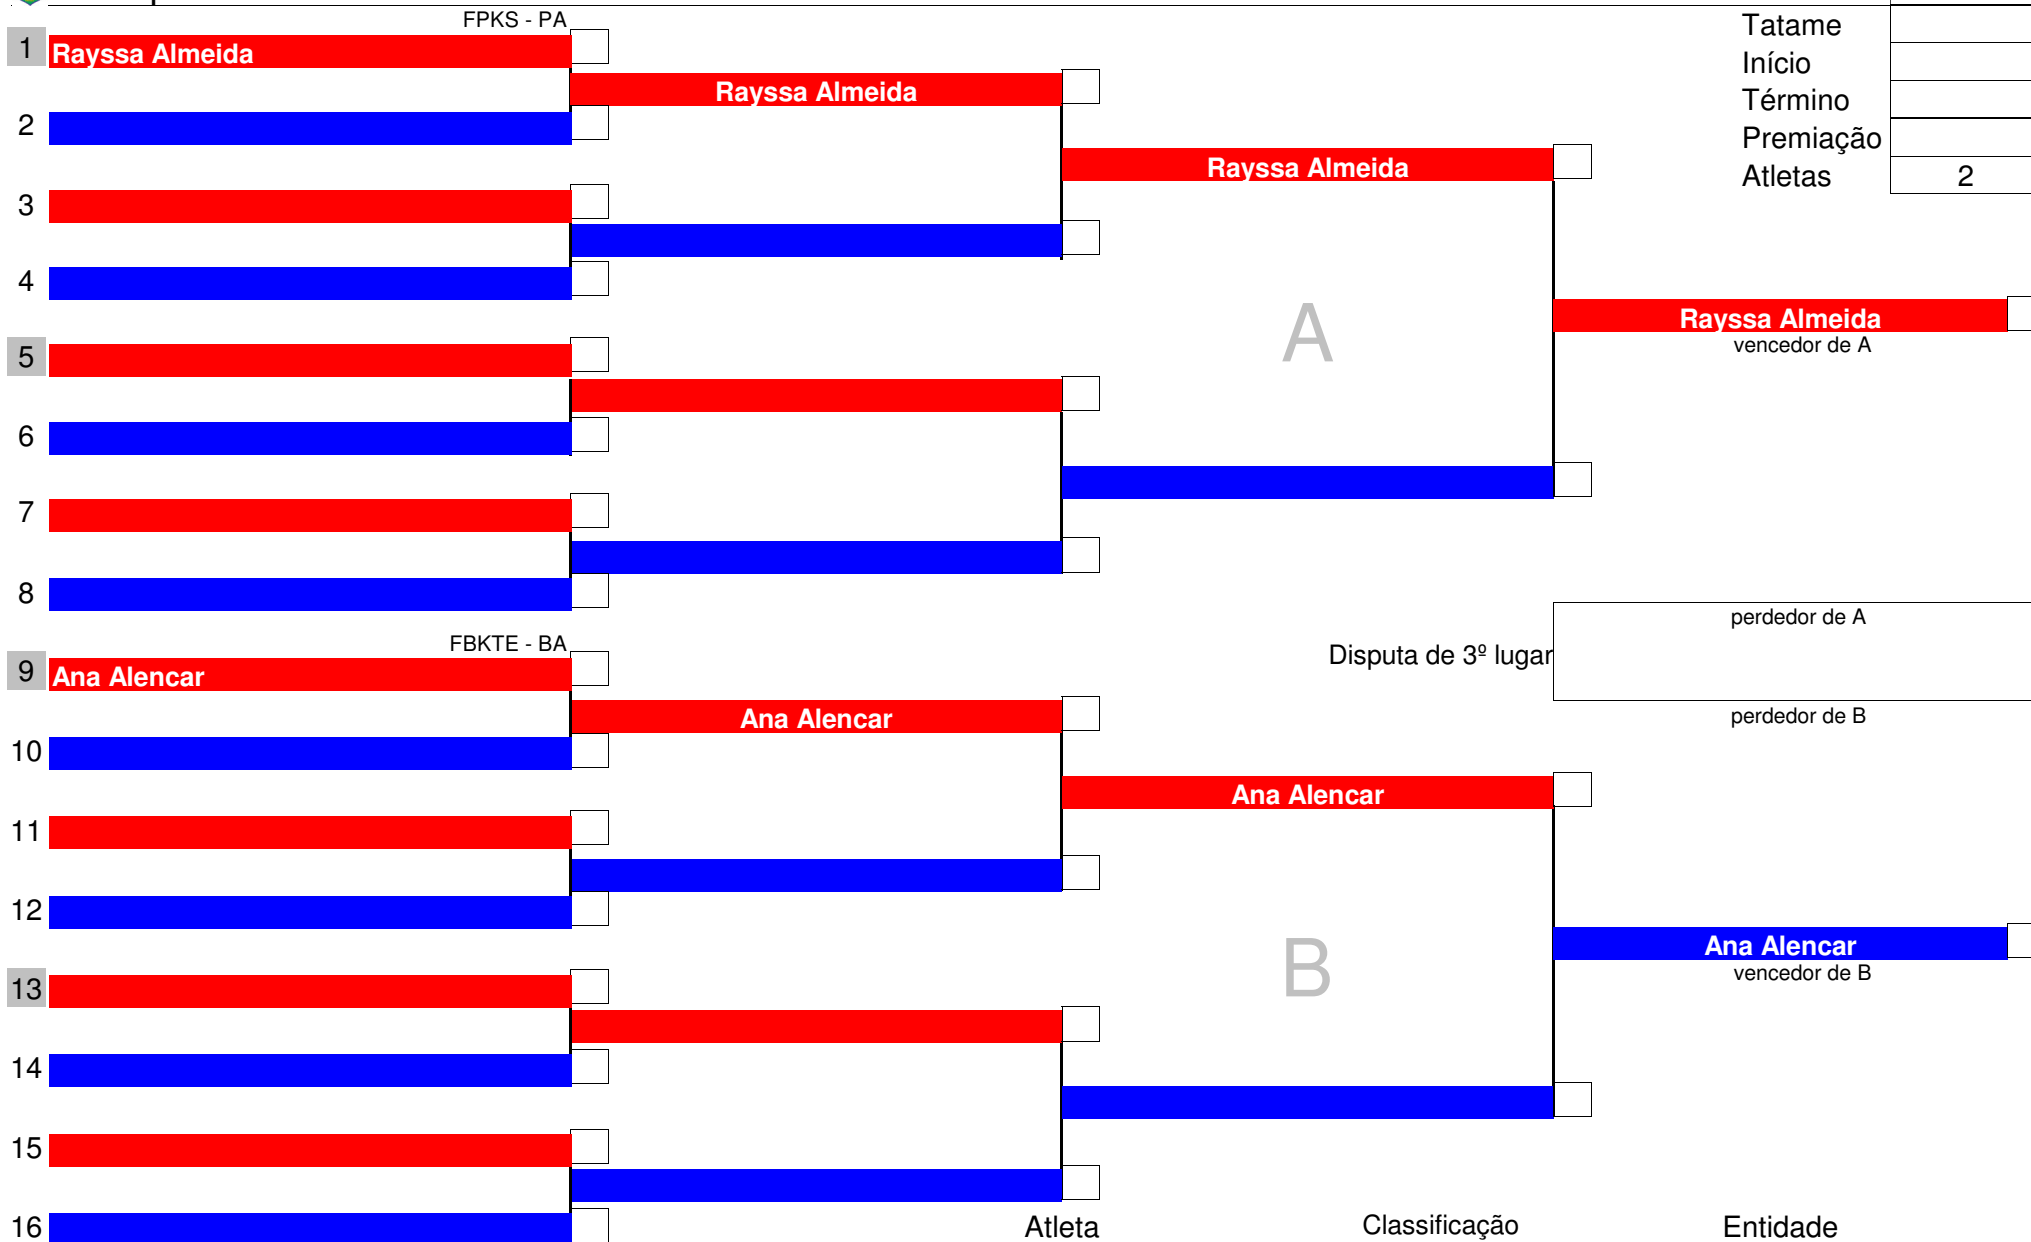 FPKS - PA
Tatame
1 Rayssa Almeida
Início
Rayssa Almeida
Término
2
Premiação
Rayssa Almeida
Atletas 2
3
4
Rayssa Almeida
A
vencedor de A
5
6
7
8
perdedor de A
FBKTE - BA
Disputa de 3º lugar
9 Ana Alencar
Ana Alencar
perdedor de B
10
Ana Alencar
11
12
Ana Alencar
B
vencedor de B
13
14
15
16
Atleta Classificação Entidade